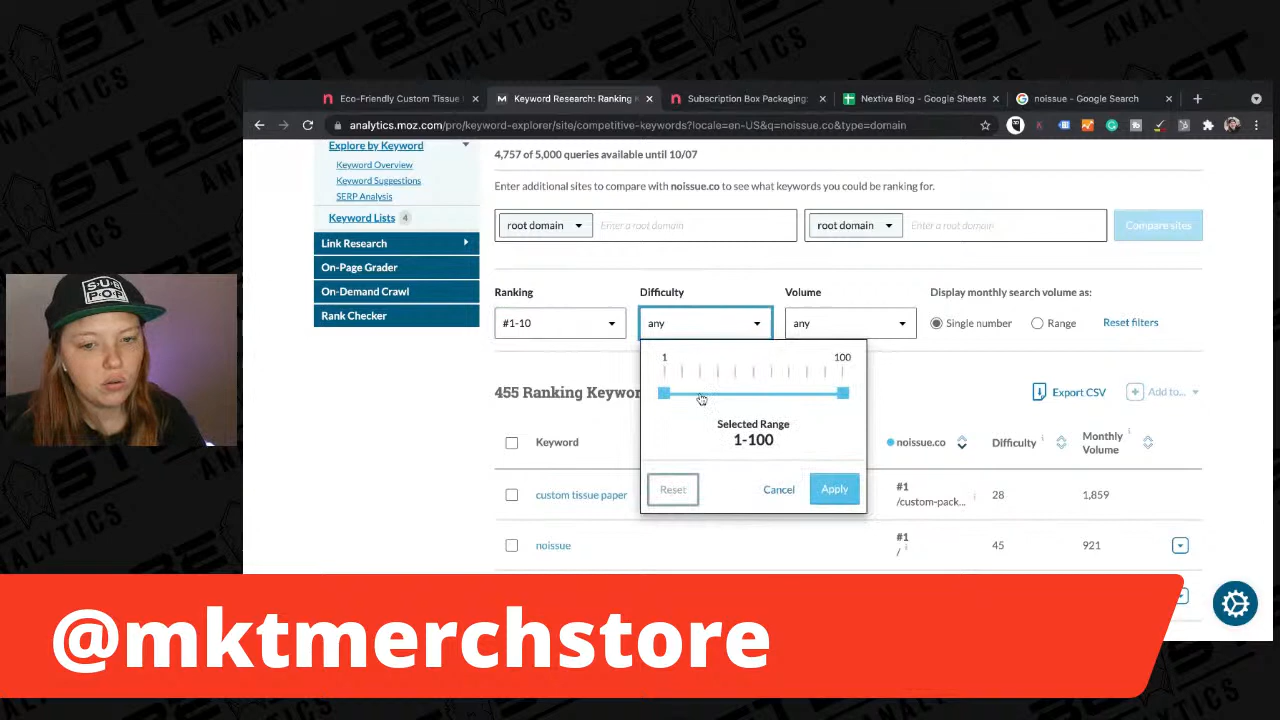 ST BE
ANALYTICS
Eco-Friendly Custom Tissue
Keyword Research: Ranking K
Subscription Box Packaging:
Nextiva Blog - Google Sheets
noissue - Google Search
analytics.moz.com/pro/keyword-explorer/site/competitive-keywords?locale=en-US&q=noissue.co&type=domain
Explore by Keyword
Keyword Overview
Keyword Suggestions
SERP Analysis
Keyword Lists 4
Link Research
On-Page Grader
On-Demand Crawl
Rank Checker
4,757 of 5,000 queries available until 10/07
Enter additional sites to compare with noissue.co to see what keywords you could be ranking for.
root domain Enter a root domain root domain Enter a root domain Compare sites
Ranking Difficulty Volume Display monthly search volume as:
#1-10 any any Single number Range Reset filters
1 100
Selected Range
1-100
Reset Cancel Apply
455 Ranking Keywor
Export CSV Add to...
Keyword noissue.co Difficulty Monthly Volume
custom tissue paper #1 /custom-pack... 28 1,859
noissue #1 / 45 921
SUB
POP
@mktmerchstore